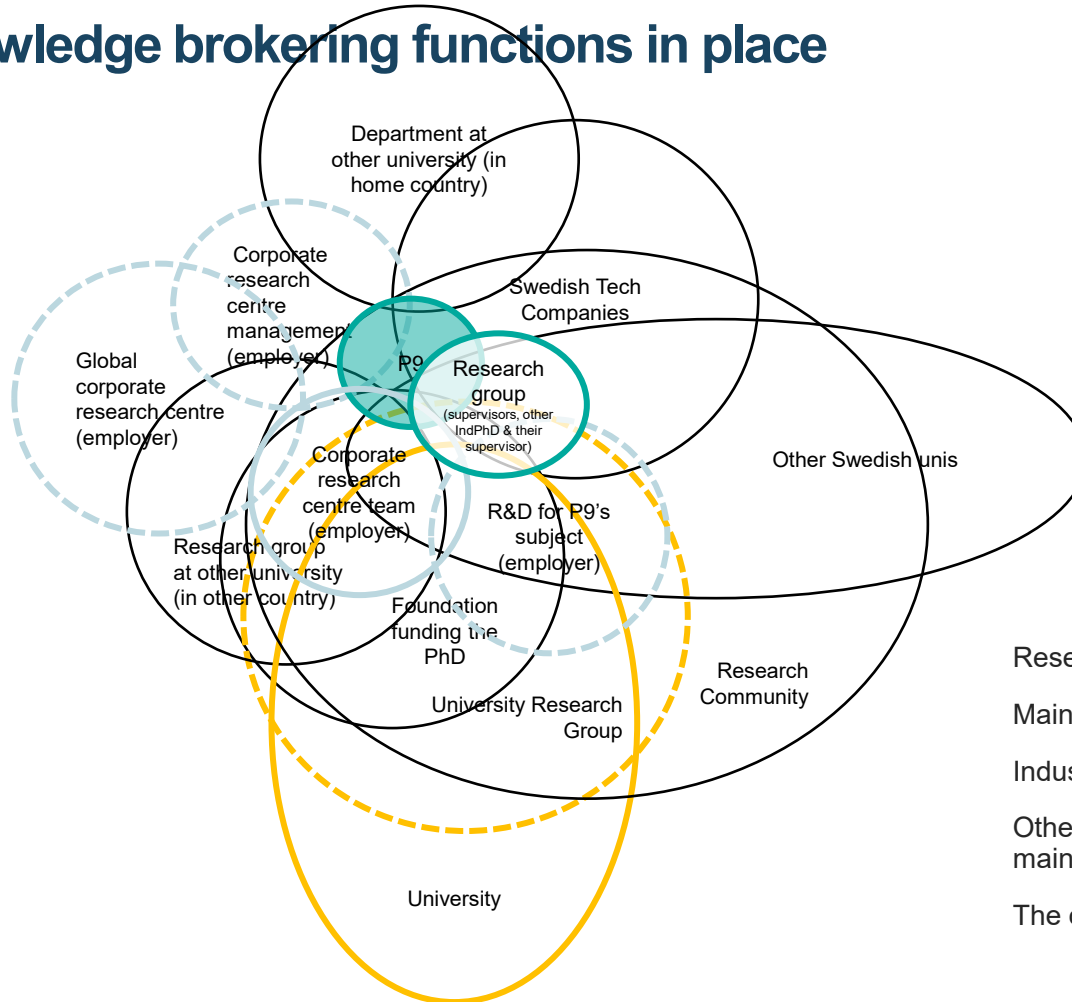 wledge brokering functions in place
Department at
other university (in
home country)
Corporate
research
centre
management
(employer)
Swedish Tech
Companies
P9
Research
group
(supervisors, other
IndPhD & their
supervisor)
Global
corporate
research centre
(employer)
Corporate
research
centre team
(employer)
Other Swedish unis
R&D for P9's
subject
(employer)
Research group
at other university
(in other country)
Foundation
funding the
PhD
University Research
Group
Research
Community
University
Rese
Main
Indus
Othe
main
The